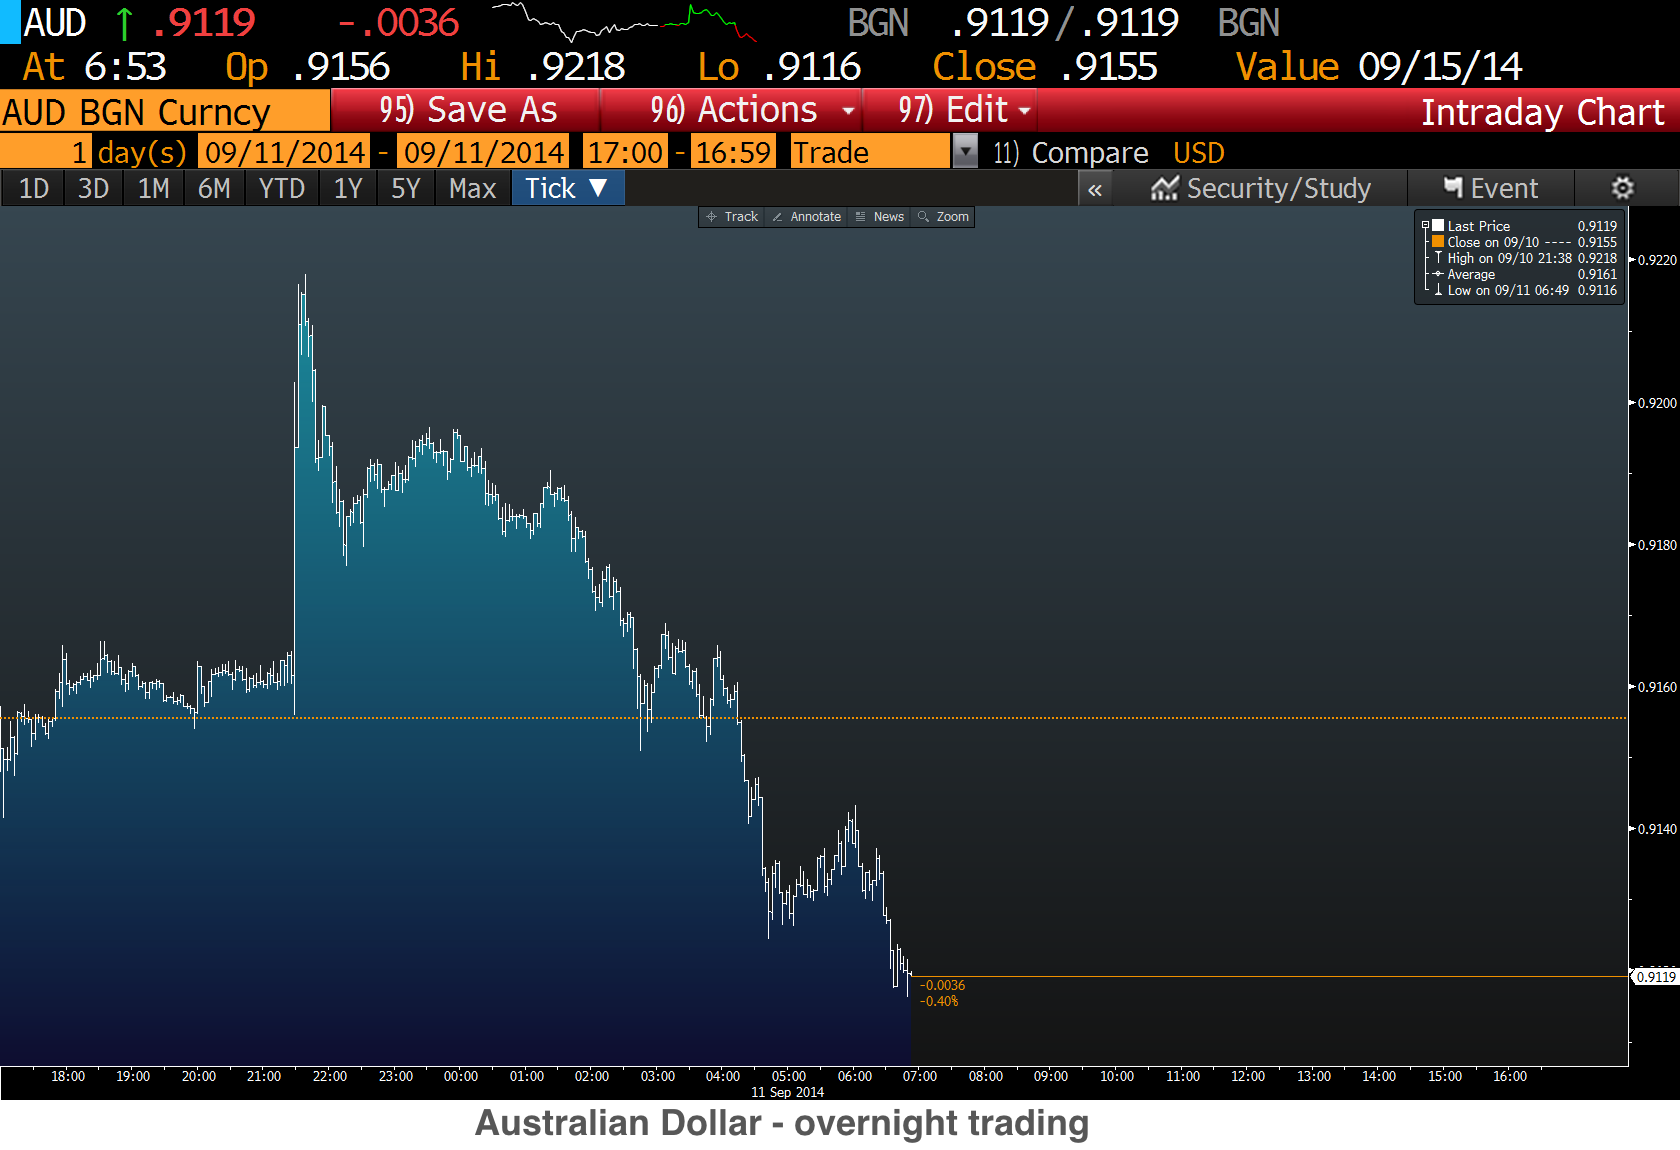 AUD ↑ .9119 -.0036 BGN .9119/.9119 BGN
At 6:53 Op .9156 Hi .9218 Lo .9116 Close .9155 Value 09/15/14
AUD BGN Curncy 95) Save As 96) Actions 97) Edit Intraday Chart
1 day(s) 09/11/2014 - 09/11/2014 17:00 - 16:59 Trade 11) Compare USD
1D 3D 1M 6M YTD 1Y 5Y Max Tick ▼ « Security/Study Event
Track Annotate News Zoom
Last Price 0.9119
Close on 09/10 ---- 0.9155
High on 09/10 21:38 0.9218
Average 0.9161
Low on 09/11 06:49 0.9116
0.9220
0.9200
0.9180
0.9160
0.9140
0.9119
-0.0036
-0.40%
18:00 19:00 20:00 21:00 22:00 23:00 00:00 01:00 02:00 03:00 04:00 05:00 06:00 07:00 08:00 09:00 10:00 11:00 12:00 13:00 14:00 15:00 16:00
11 Sep 2014
Australian Dollar - overnight trading